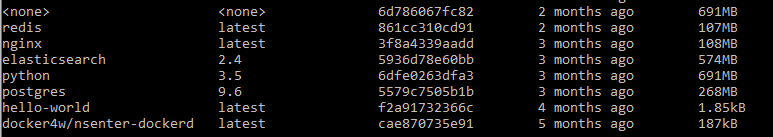 <none> <none> 6d786067fc82 2 months ago 691MB
redis latest 861cc310cd91 2 months ago 107MB
nginx latest 3f8a4339aadd 3 months ago 108MB
elasticsearch 2.4 5936d78e60bb 3 months ago 574MB
python 3.5 6dfe0263dfa3 3 months ago 691MB
postgres 9.6 5579c7505b1b 3 months ago 268MB
hello-world latest f2a91732366c 4 months ago 1.85kB
docker4w/nsenter-dockerd latest cae870735e91 5 months ago 187kB